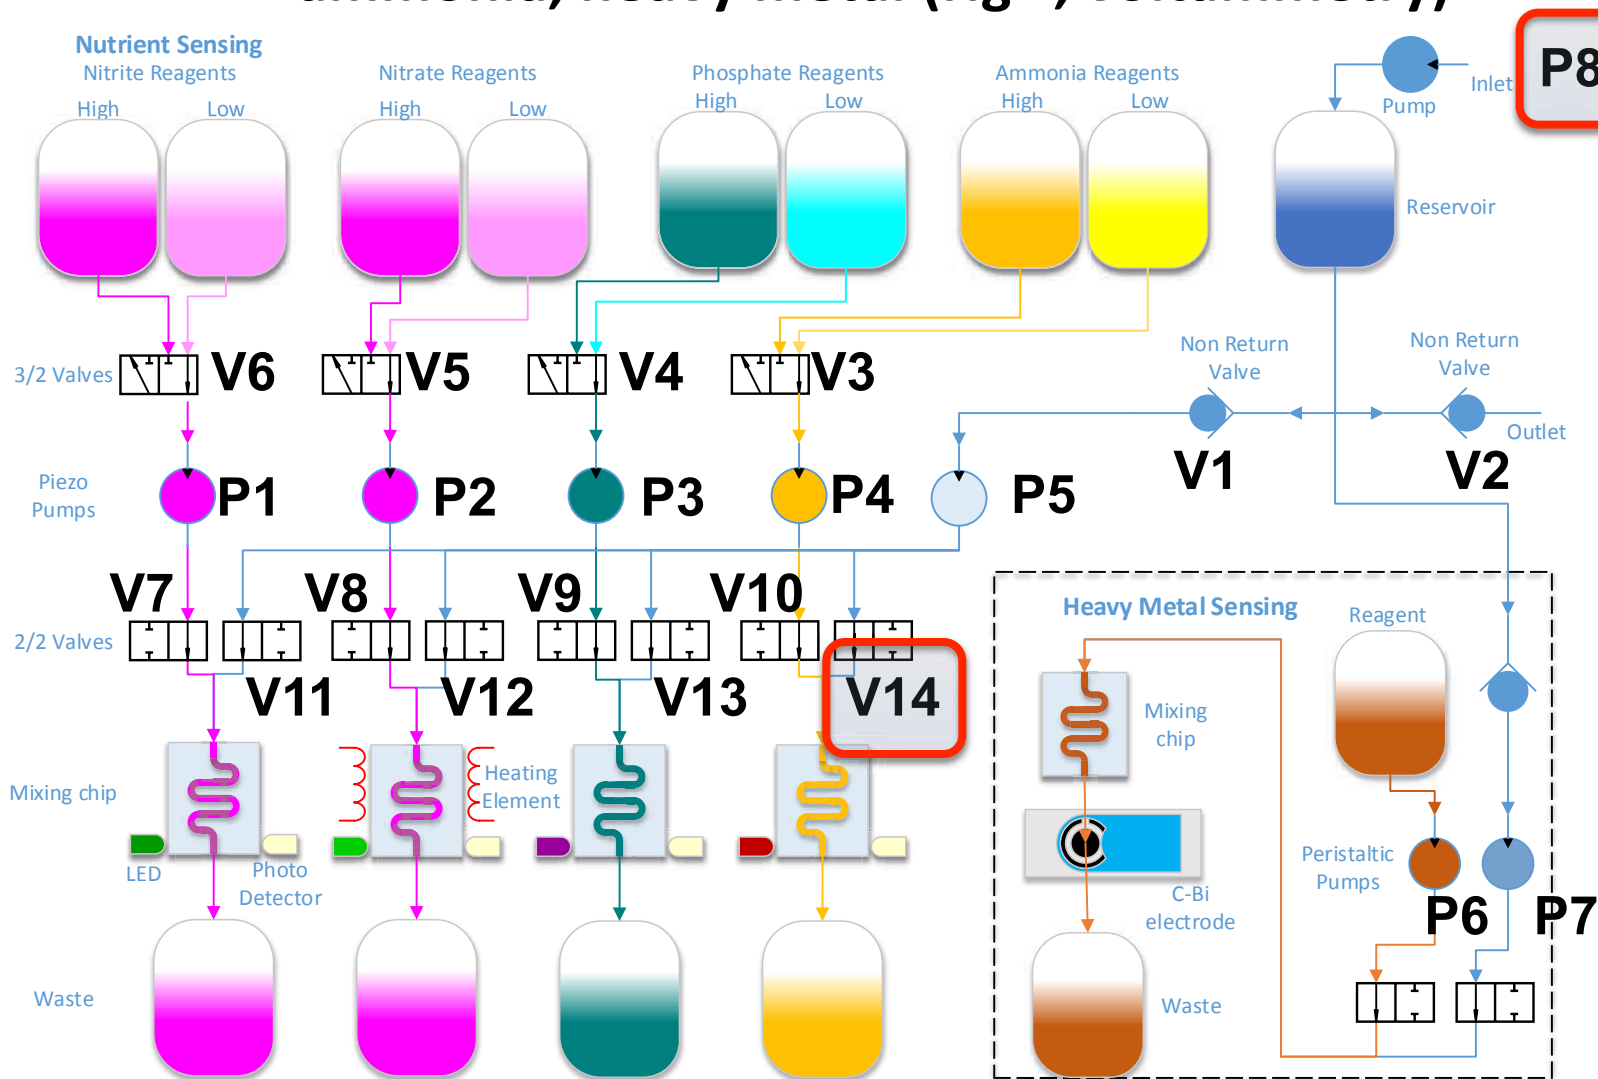 Nutrient Sensing
Nitrite Reagents
High
Low
Nitrate Reagents
High
Low
Phosphate Reagents
High
Low
Ammonia Reagents
High
Low
Pump
Inlet
P8
Reservoir
3/2 Valves
V6
V5
V4
V3
Non Return
Valve
V1
Non Return
Valve
Outlet
V2
Piezo
Pumps
P1
P2
P3
P4
P5
V7
V8
V9
V10
2/2 Valves
V11
V12
V13
V14
Mixing chip
Heating
Element
LED
Photo
Detector
Waste
Heavy Metal Sensing
Reagent
Mixing
chip
C-Bi
electrode
Peristaltic
Pumps
P6
P7
Waste